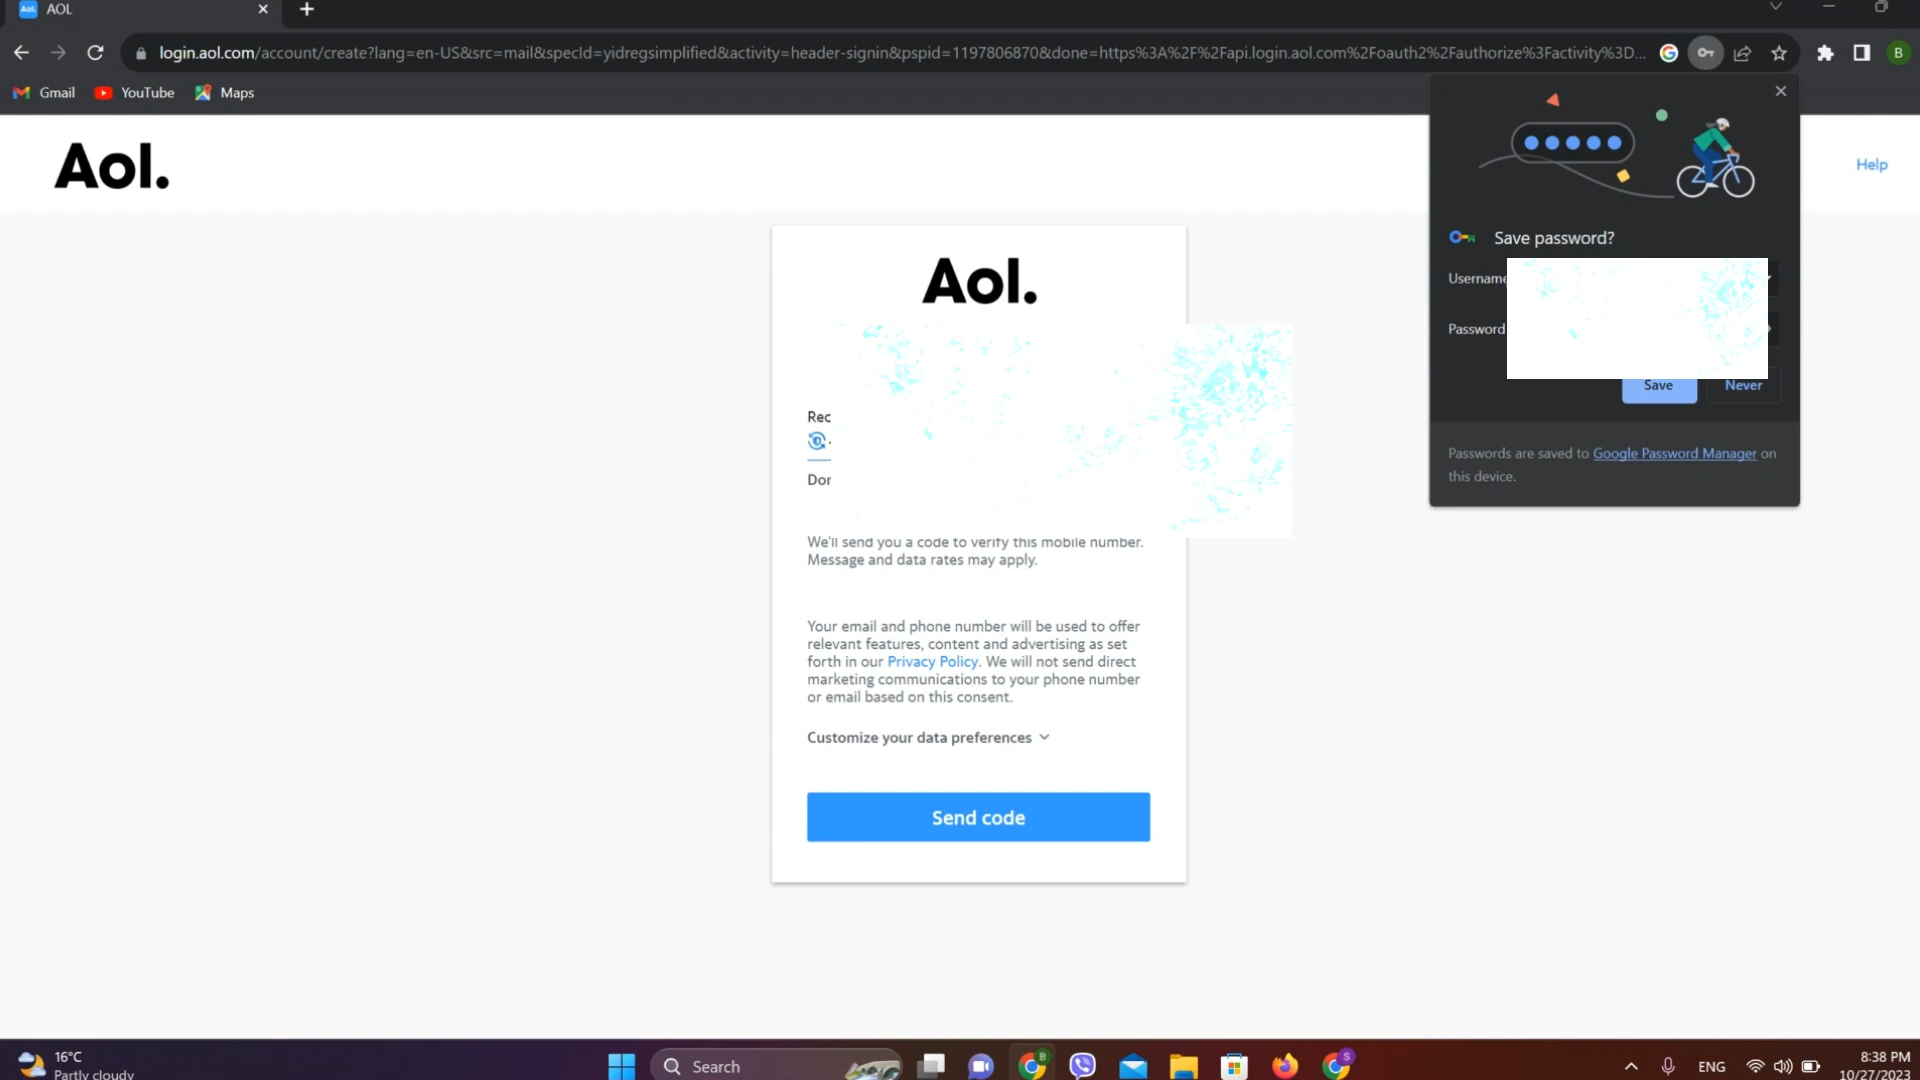 Aol.
AOL
login.aol.com/account/create?lang=en-US&src=mail&specId=yidregsimplified&activity=header-signin&pspid=1197806870&done=https%3A%2F%2Fapi.login.aol.com%2Foauth2%2Fauthorize%3Factivity%3D...
B
Gmail
YouTube
Maps
Aol.
Help
Save password?
Username
Password
Save
Never
Passwords are saved to Google Password Manager on
this device.
Aol.
Rec
Dor
We'll send you a code to verify this mobile number.
Message and data rates may apply.
Your email and phone number will be used to offer
relevant features, content and advertising as set
forth in our Privacy Policy. We will not send direct
marketing communications to your phone number
or email based on this consent.
Customize your data preferences
Send code
16°C
Partly cloudy
Search
B
S
ENG
8:38 PM
10/27/2023